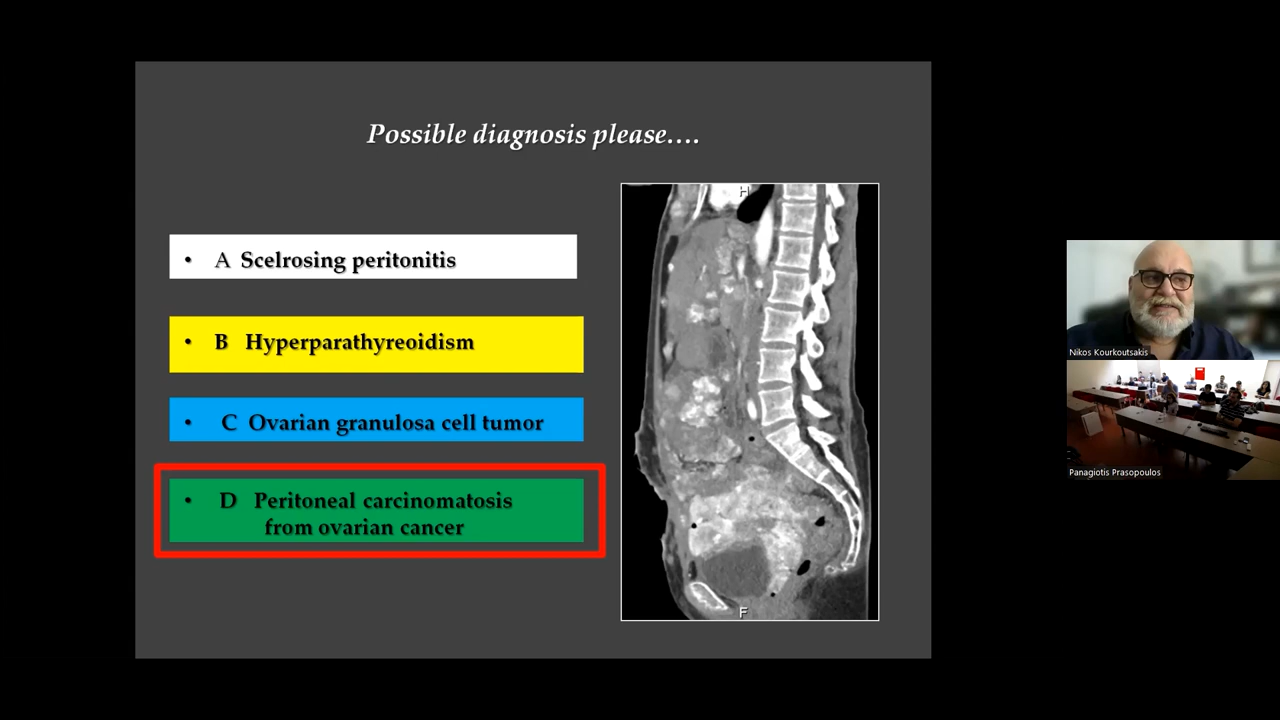 Possible diagnosis please....
• A Scelrosing peritonitis
• B Hyperparathyreoidism
• C Ovarian granulosa cell tumor
• D Peritoneal carcinomatosis
from ovarian cancer
H
F
Nikos Kourkoutsakis
Panagiotis Prasopoulos